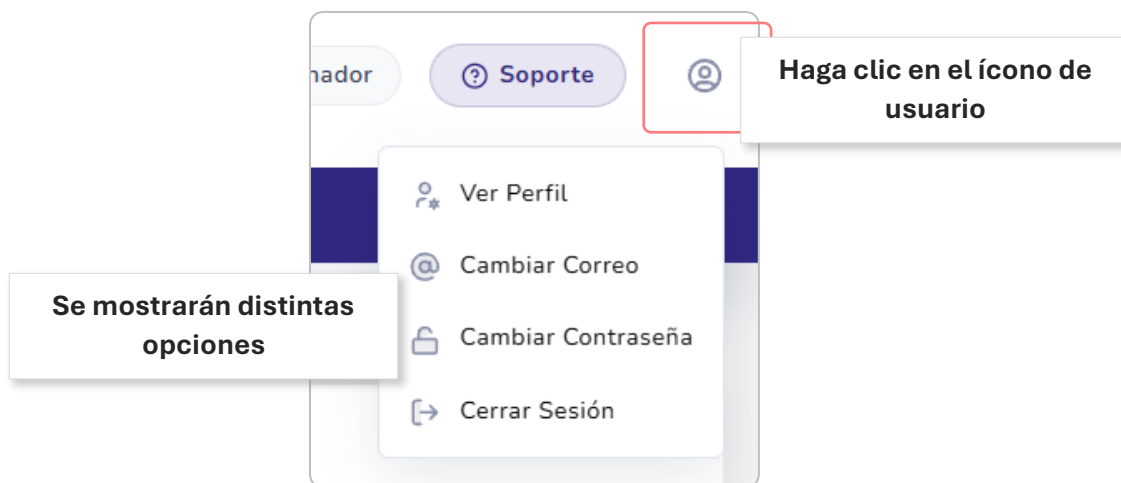 nador
Soporte
Haga clic en el ícono de
usuario
Ver Perfil
Cambiar Correo
Se mostrarán distintas
opciones
Cambiar Contraseña
Cerrar Sesión